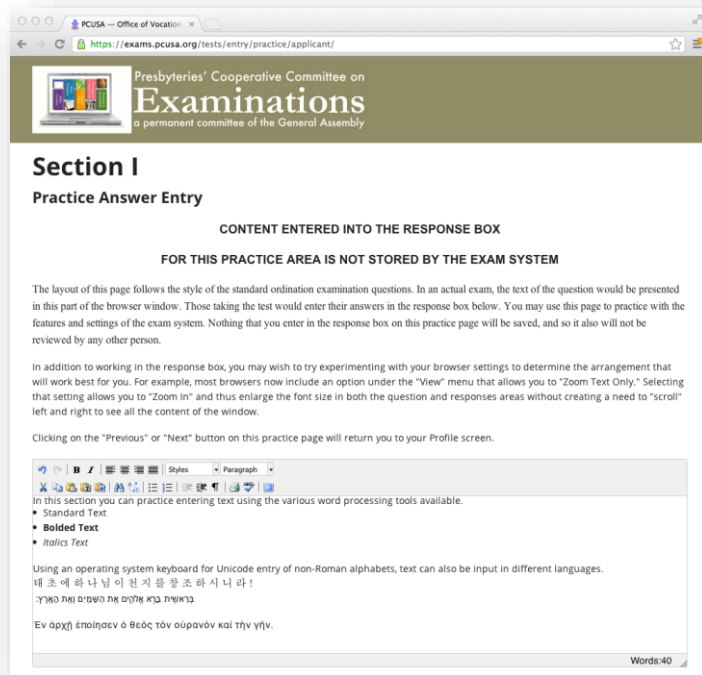 PCUSA — Office of Vocation
https://exams.pcusa.org/tests/entry/practice/applicant/
Presbyteries' Cooperative Committee on
Examinations
a permanent committee of the General Assembly
Section I
Practice Answer Entry
CONTENT ENTERED INTO THE RESPONSE BOX
FOR THIS PRACTICE AREA IS NOT STORED BY THE EXAM SYSTEM
The layout of this page follows the style of the standard ordination examination questions. In an actual exam, the text of the question would be presented
in this part of the browser window. Those taking the test would enter their answers in the response box below. You may use this page to practice with the
features and settings of the exam system. Nothing that you enter in the response box on this practice page will be saved, and so it also will not be
reviewed by any other person.
In addition to working in the response box, you may wish to try experimenting with your browser settings to determine the arrangement that
will work best for you. For example, most browsers now include an option under the "View" menu that allows you to "Zoom Text Only." Selecting
that setting allows you to "Zoom In" and thus enlarge the font size in both the question and responses areas without creating a need to "scroll"
left and right to see all the content of the window.
Clicking on the "Previous" or "Next" button on this practice page will return you to your Profile screen.
B I Styles Paragraph
In this section you can practice entering text using the various word processing tools available.
• Standard Text
• Bolded Text
• Italics Text
Using an operating system keyboard for Unicode entry of non-Roman alphabets, text can also be input in different languages.
태 초 에 하 나 님 이 천 지 를 창 조 하 시 니 라 !
בְּרֵאשִׁית בָּרָא אֱלֹהִים אֵת הַשָּׁמַיִם וְאֵת הָאָרֶץ:
Ἐν ἀρχῇ ἐποίησεν ὁ θεὸς τὸν οὐρανὸν καὶ τὴν γῆν.
Words:40